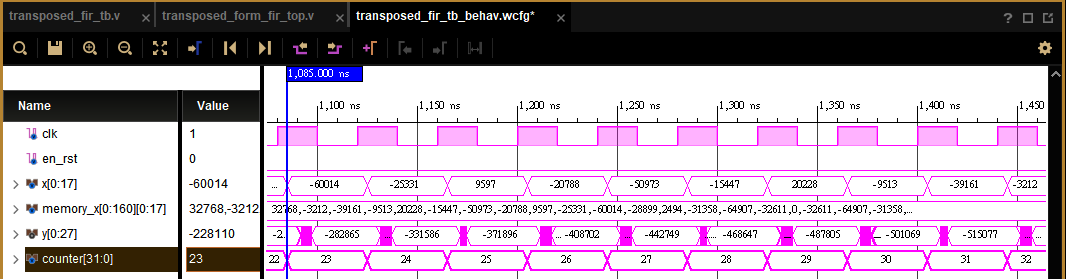 transposed_fir_tb.v × transposed_form_fir_top.v × transposed_fir_tb_behav.wcfg* × ?
1,085.000 ns
Name Value 1,100 ns 1,150 ns 1,200 ns 1,250 ns 1,300 ns 1,350 ns 1,400 ns 1,450
clk 1
en_rst 0
x[0:17] -60014 ... -60014 -25331 9597 -20788 -50973 -15447 20228 -9513 -39161 -3212
memory_x[0:160][0:17] 32768,-3212 32768,-3212,-39161,-9513,20228,-15447,-50973,-20788,9597,-25331,-60014,-28899,2494,-31358,-64907,-32611,0,-32611,-64907,-31358,...
y[0:27] -228110 -2... -282865 -331586 -371896 ... -408702 -442749 -468647 -487805 -501069 -515077 ...
counter[31:0] 23 22 23 24 25 26 27 28 29 30 31 32